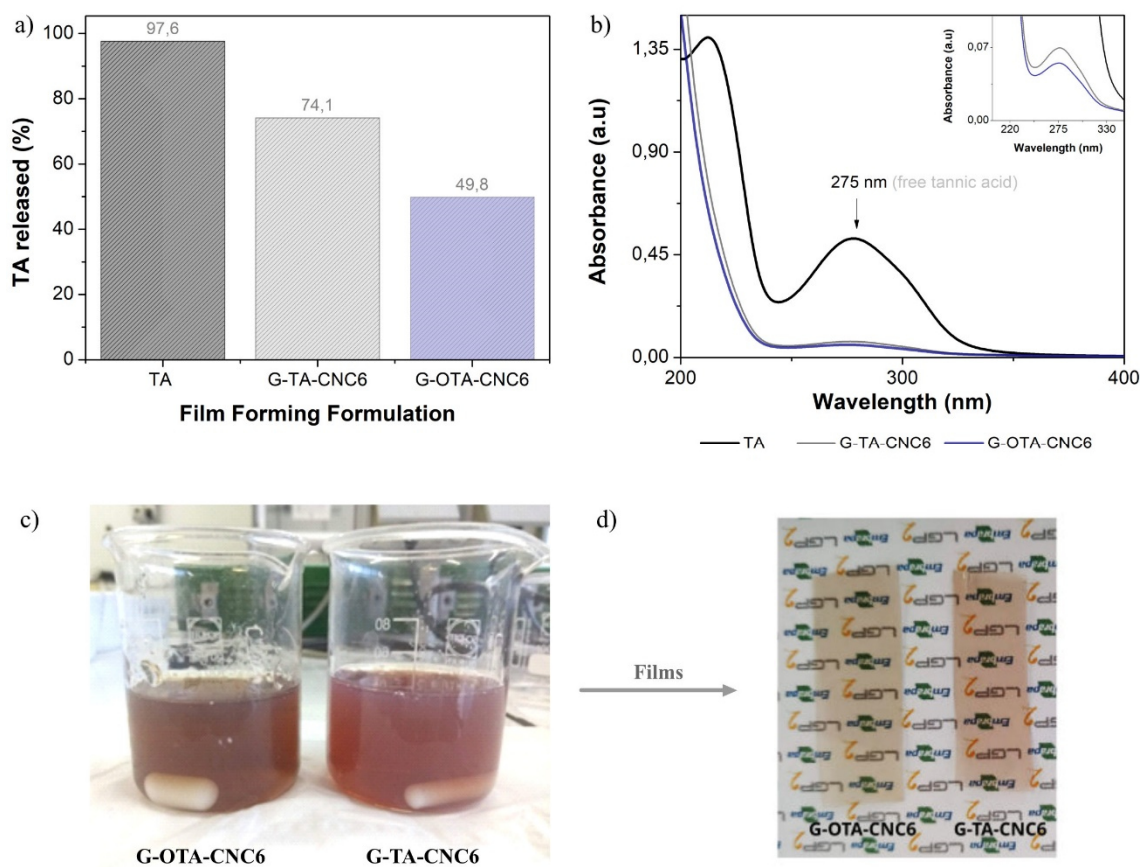 a)
100
80
60
40
20
0
TA released (%)
97,6
74,1
49,8
TA
G-TA-CNC6
G-OTA-CNC6
Film Forming Formulation
b)
1,35
0,90
0,45
0,00
Absorbance (a.u)
275 nm (free tannic acid)
200
300
400
Wavelength (nm)
TA
G-TA-CNC6
G-OTA-CNC6
0,07
0,00
Absorbance (a.u)
220
275
330
Wavelength (nm)
c)
80
G-OTA-CNC6
G-TA-CNC6
Films
d)
LGP2
Embrapa
G-OTA-CNC6
G-TA-CNC6